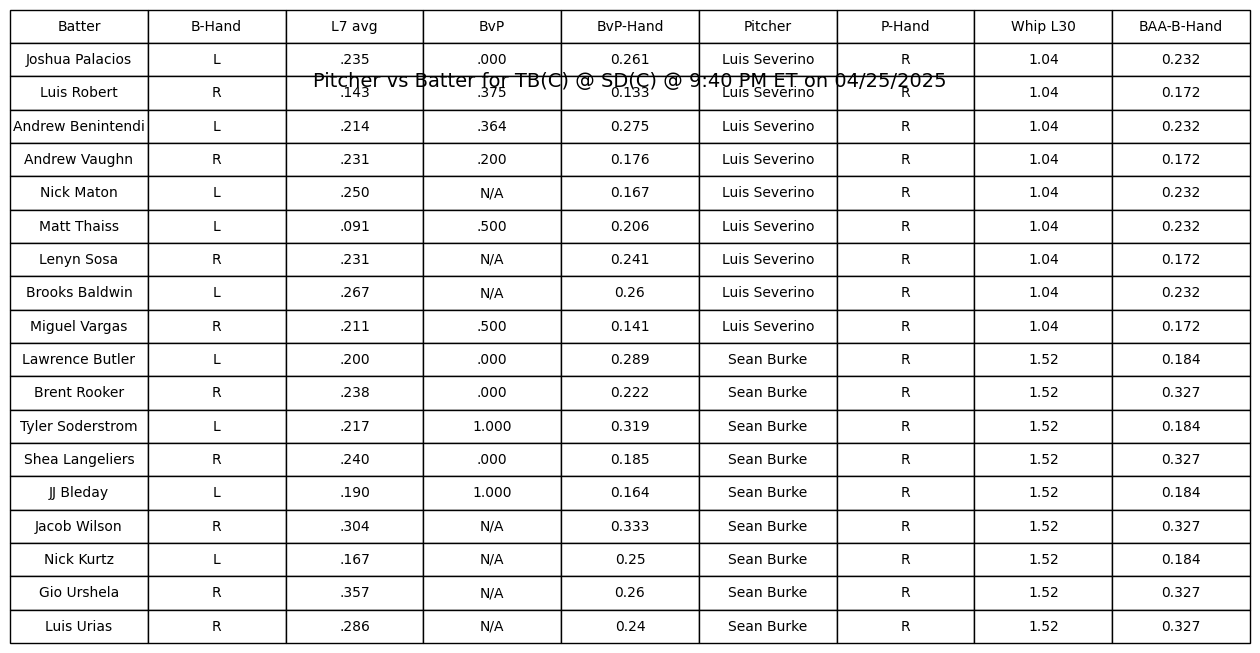 Batter B-Hand L7 avg BvP BvP-Hand Pitcher P-Hand Whip L30 BAA-B-Hand
Joshua Palacios L .235 .000 0.261 Luis Severino R 1.04 0.232
Pitcher vs Batter for TB(C) @ SD(C) @ 9:40 PM ET on 04/25/2025
Luis Robert R .143 .375 0.133 Luis Severino R 1.04 0.172
Andrew Benintendi L .214 .364 0.275 Luis Severino R 1.04 0.232
Andrew Vaughn R .231 .200 0.176 Luis Severino R 1.04 0.172
Nick Maton L .250 N/A 0.167 Luis Severino R 1.04 0.232
Matt Thaiss L .091 .500 0.206 Luis Severino R 1.04 0.232
Lenyn Sosa R .231 N/A 0.241 Luis Severino R 1.04 0.172
Brooks Baldwin L .267 N/A 0.26 Luis Severino R 1.04 0.232
Miguel Vargas R .211 .500 0.141 Luis Severino R 1.04 0.172
Lawrence Butler L .200 .000 0.289 Sean Burke R 1.52 0.184
Brent Rooker R .238 .000 0.222 Sean Burke R 1.52 0.327
Tyler Soderstrom L .217 1.000 0.319 Sean Burke R 1.52 0.184
Shea Langeliers R .240 .000 0.185 Sean Burke R 1.52 0.327
JJ Bleday L .190 1.000 0.164 Sean Burke R 1.52 0.184
Jacob Wilson R .304 N/A 0.333 Sean Burke R 1.52 0.327
Nick Kurtz L .167 N/A 0.25 Sean Burke R 1.52 0.184
Gio Urshela R .357 N/A 0.26 Sean Burke R 1.52 0.327
Luis Urias R .286 N/A 0.24 Sean Burke R 1.52 0.327